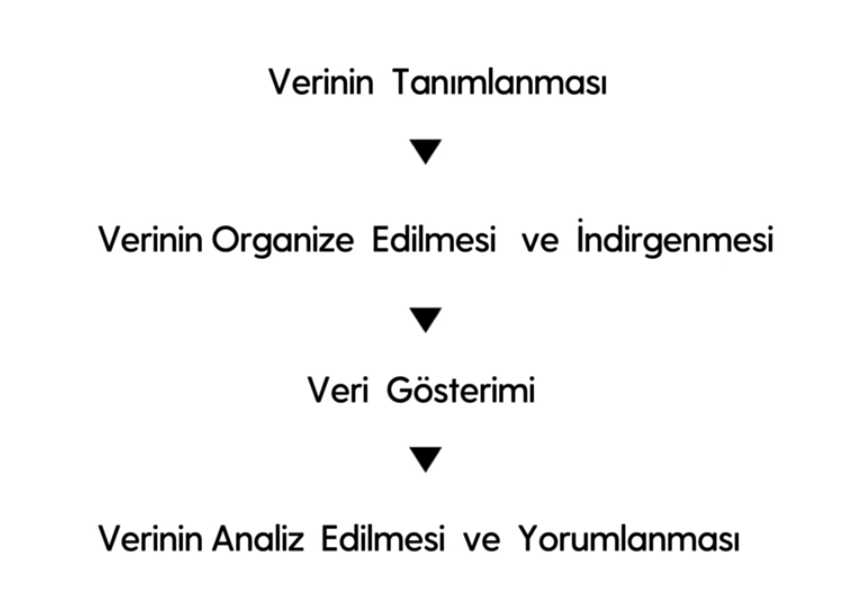 Verinin Tanımlanması
Verinin Organize Edilmesi ve İndirgenmesi
Veri Gösterimi
Verinin Analiz Edilmesi ve Yorumlanması